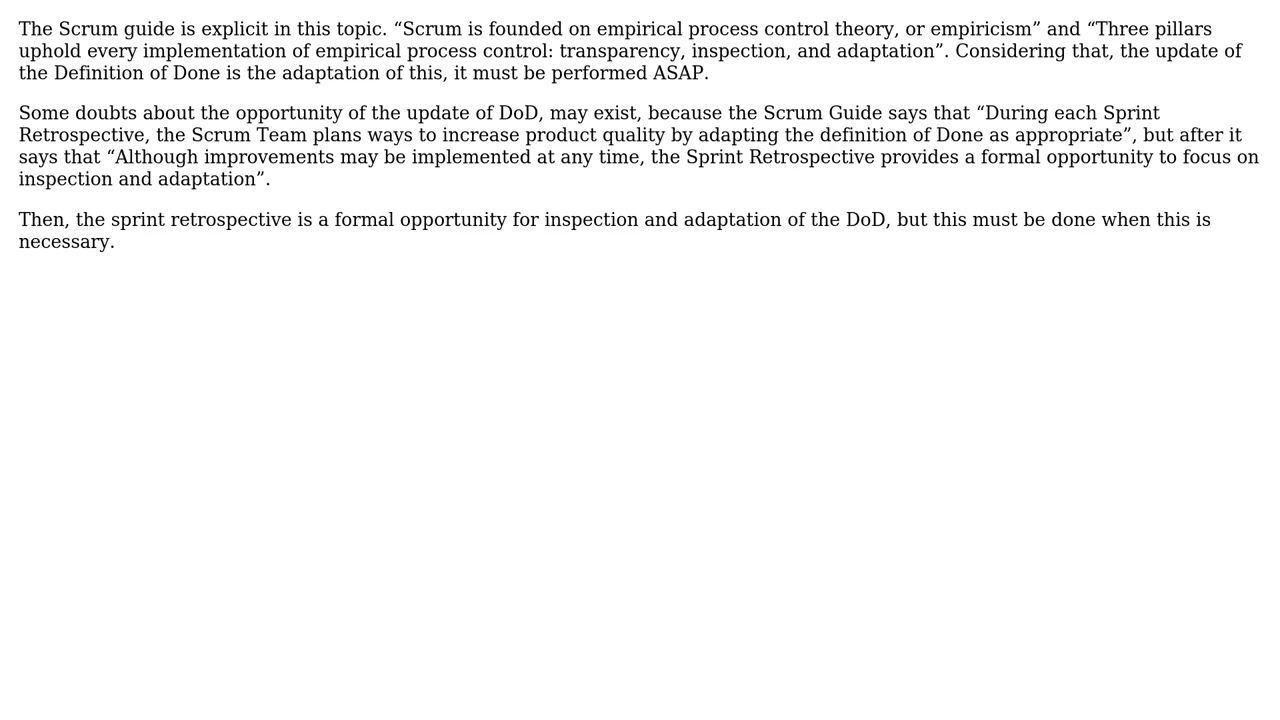 The Scrum guide is explicit in this topic. “Scrum is founded on empirical process control theory, or empiricism” and “Three pillars
uphold every implementation of empirical process control: transparency, inspection, and adaptation”. Considering that, the update of
the Definition of Done is the adaptation of this, it must be performed ASAP.
Some doubts about the opportunity of the update of DoD, may exist, because the Scrum Guide says that “During each Sprint
Retrospective, the Scrum Team plans ways to increase product quality by adapting the definition of Done as appropriate”, but after it
says that “Although improvements may be implemented at any time, the Sprint Retrospective provides a formal opportunity to focus on
inspection and adaptation”.
Then, the sprint retrospective is a formal opportunity for inspection and adaptation of the DoD, but this must be done when this is
necessary.